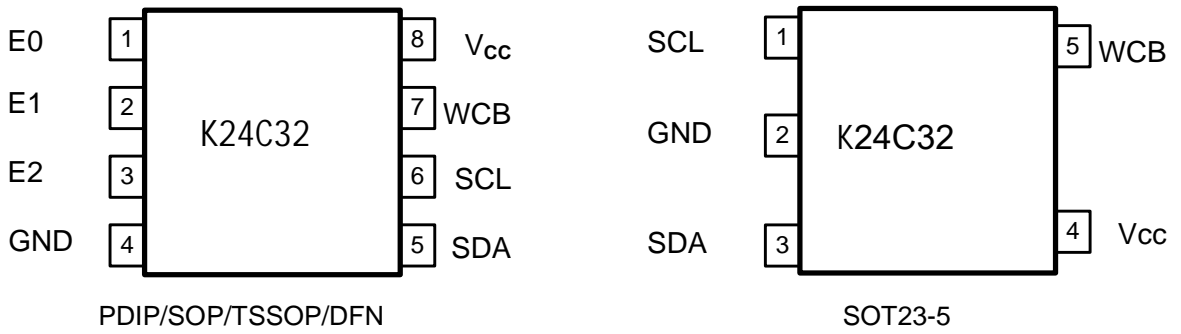 E0 1 8 Vcc
E1 2 7 WCB
K24C32
E2 3 6 SCL
GND 4 5 SDA
PDIP/SOP/TSSOP/DFN
SCL 1 5 WCB
GND 2 K24C32
SDA 3 4 Vcc
SOT23-5